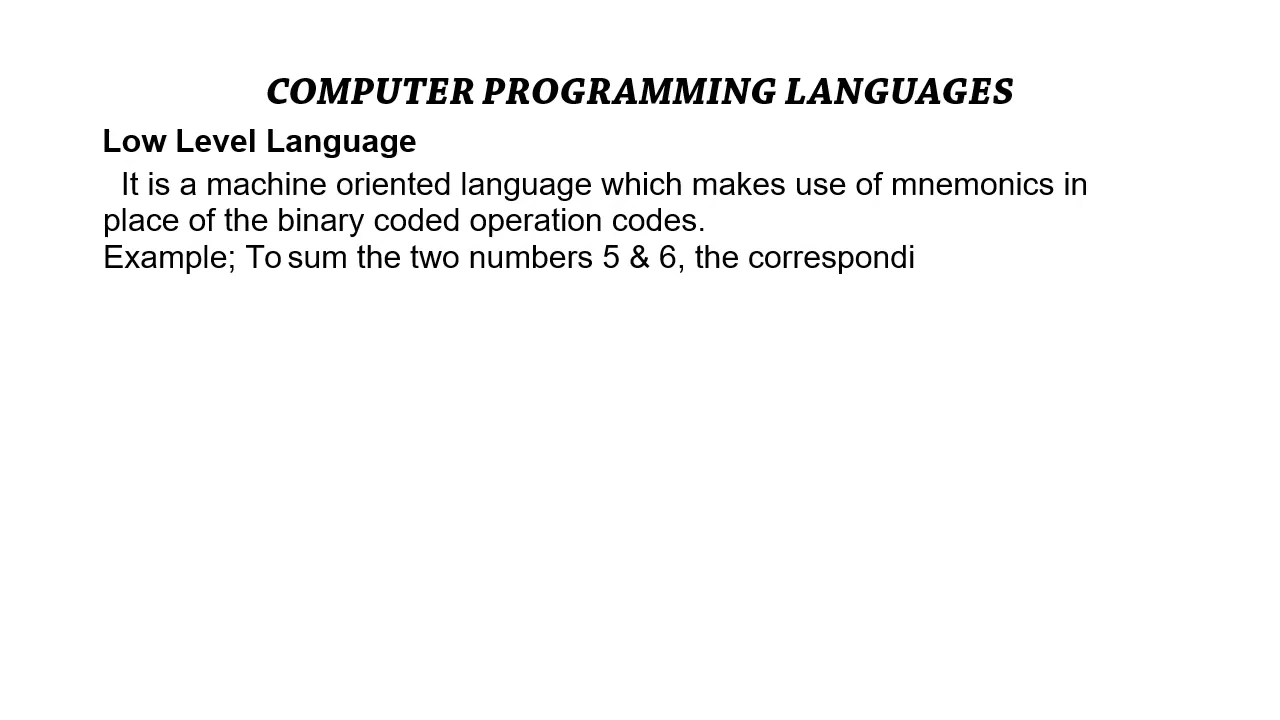 COMPUTER PROGRAMMING LANGUAGES
Low Level Language
It is a machine oriented language which makes use of mnemonics in
place of the binary coded operation codes.
Example; To sum the two numbers 5 & 6, the correspondi